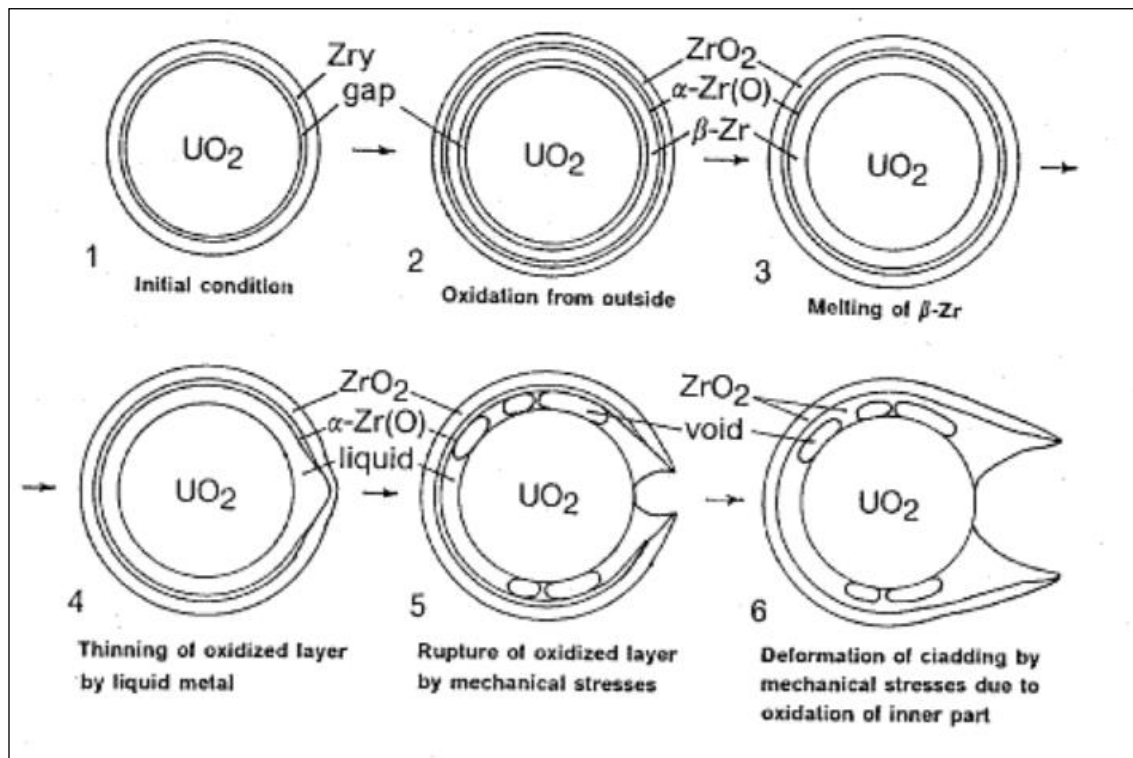 Zry
gap
UO₂
1
Initial condition
UO₂
2
Oxidation from outside
ZrO₂
α-Zr(O)
β-Zr
UO₂
3
Melting of β-Zr
UO₂
4
Thinning of oxidized layer
by liquid metal
ZrO₂
α-Zr(O)
liquid
UO₂
5
Rupture of oxidized layer
by mechanical stresses
ZrO₂
void
UO₂
6
Deformation of cladding by
mechanical stresses due to
oxidation of inner part